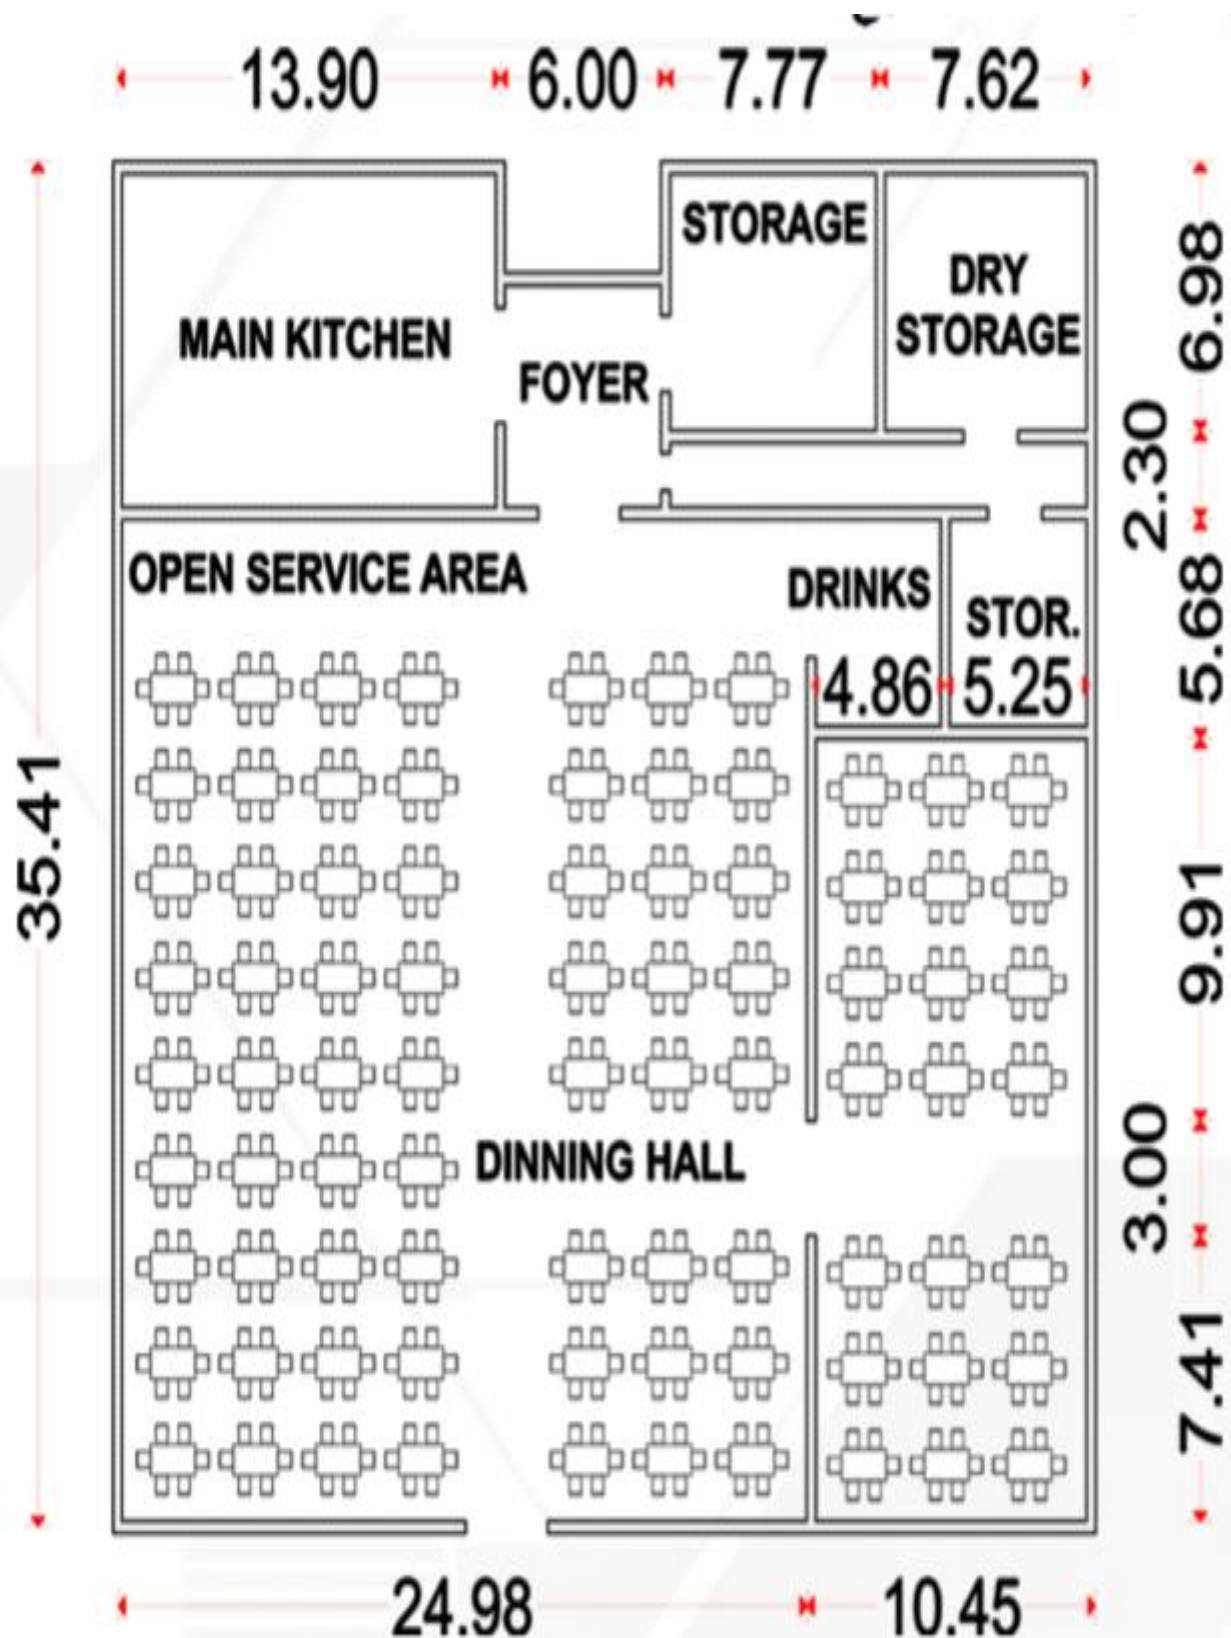 13.90 6.00 7.77 7.62
STORAGE
DRY
STORAGE
MAIN KITCHEN
FOYER
6.98
2.30
OPEN SERVICE AREA
DRINKS
STOR.
4.86 5.25
5.68
35.41
9.91
DINNING HALL
3.00
7.41
24.98 10.45